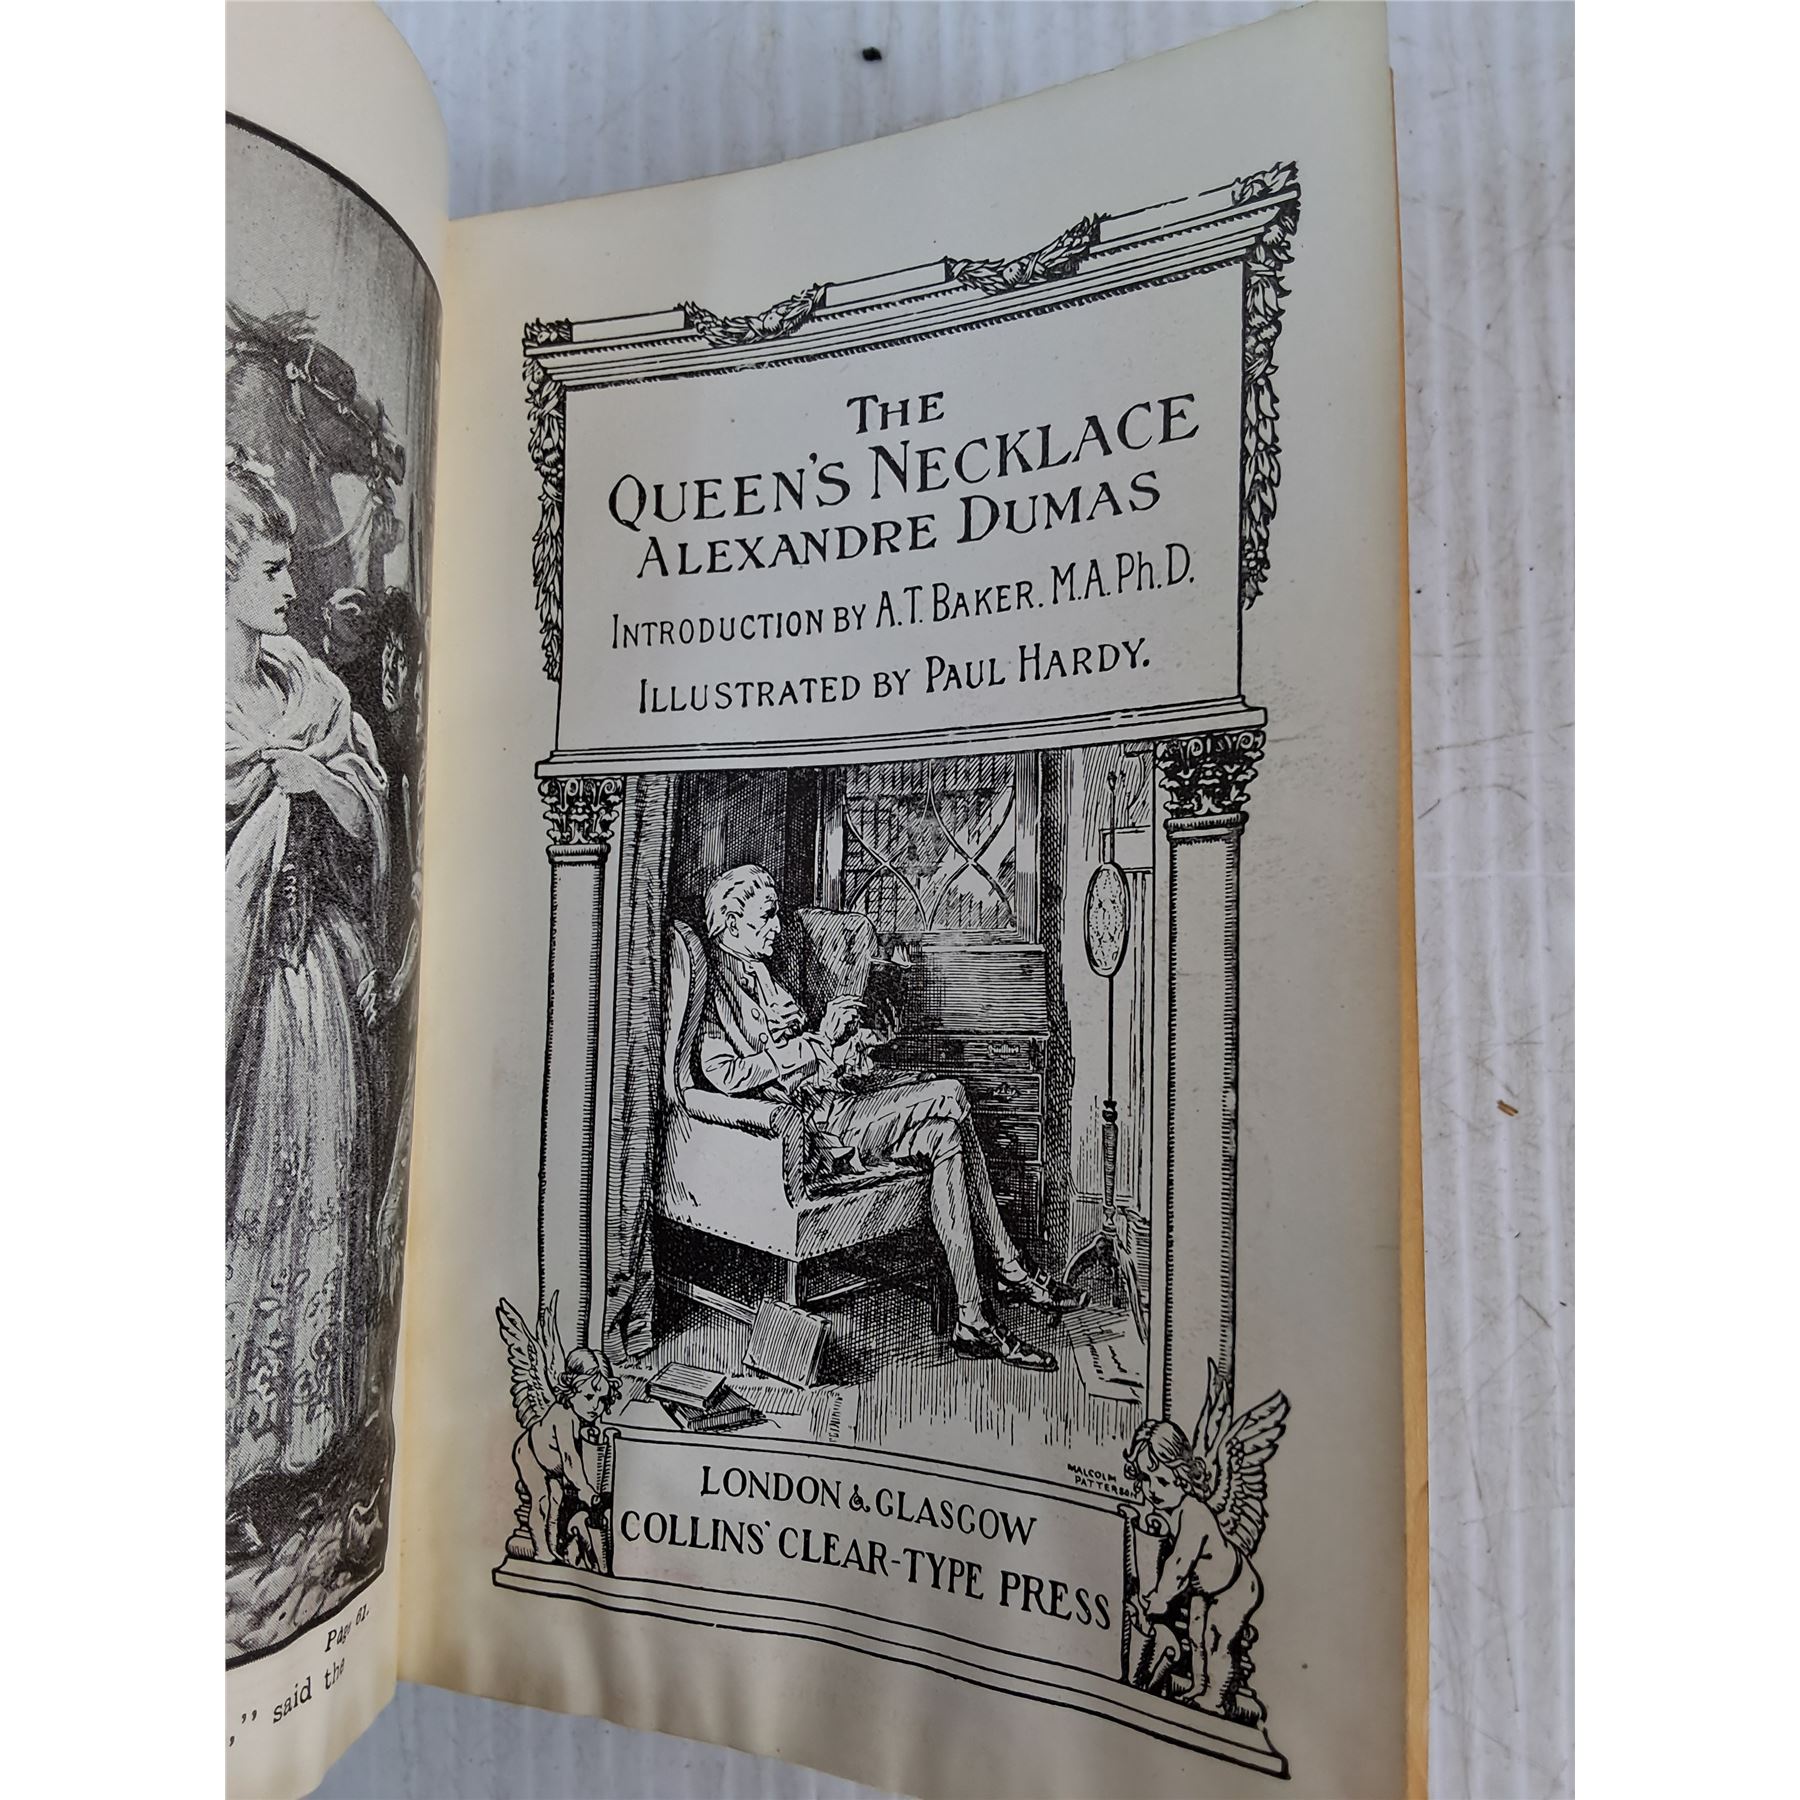 THE
QUEEN'S NECKLACE
ALEXANDRE DUMAS
INTRODUCTION BY A.T. BAKER. M.A. Ph.D.
ILLUSTRATED BY PAUL HARDY.
MALCOLM
PATTERSON
LONDON & GLASGOW
COLLINS' CLEAR-TYPE PRESS
Page 61.
," said the